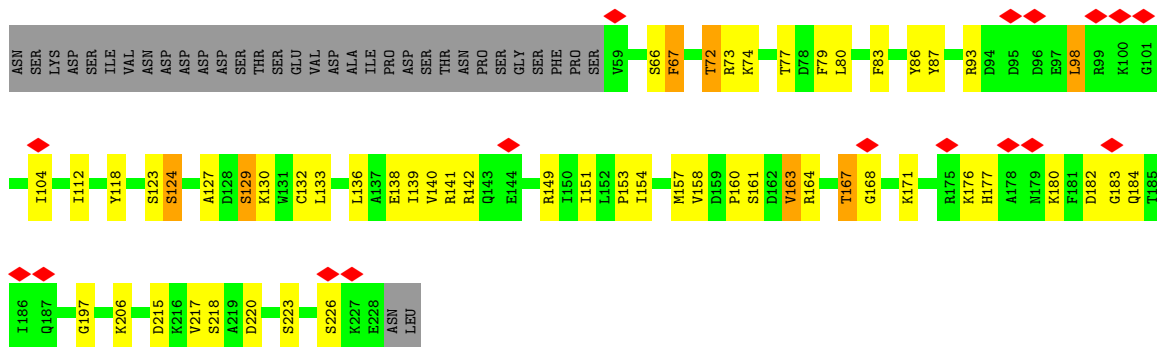 ASN SER LYS ASP SER ILE VAL ASN ASP ASP ASP ASP SER THR SER GLU VAL ASP ALA ILE PRO ASP SER THR ASN PRO SER GLY SER PHE PRO SER V59 S66 F67 T72 R73 K74 T77 D78 F79 L80 F83 Y86 Y87 R93 D94 D95 D96 E97 L98 R99 K100 G101
I104 I112 Y118 S123 S124 A127 D128 S129 K130 W131 C132 L133 L136 A137 E138 I139 V140 R141 R142 Q143 E144 R149 I150 I151 L152 P153 I154 M157 V158 D159 P160 S161 D162 V163 R164 T167 G168 K171 R175 K176 H177 A178 N179 K180 F181 D182 G183 Q184 T185
I186 Q187 G197 K206 D215 K216 V217 S218 A219 D220 S223 S226 K227 E228 ASN LEU